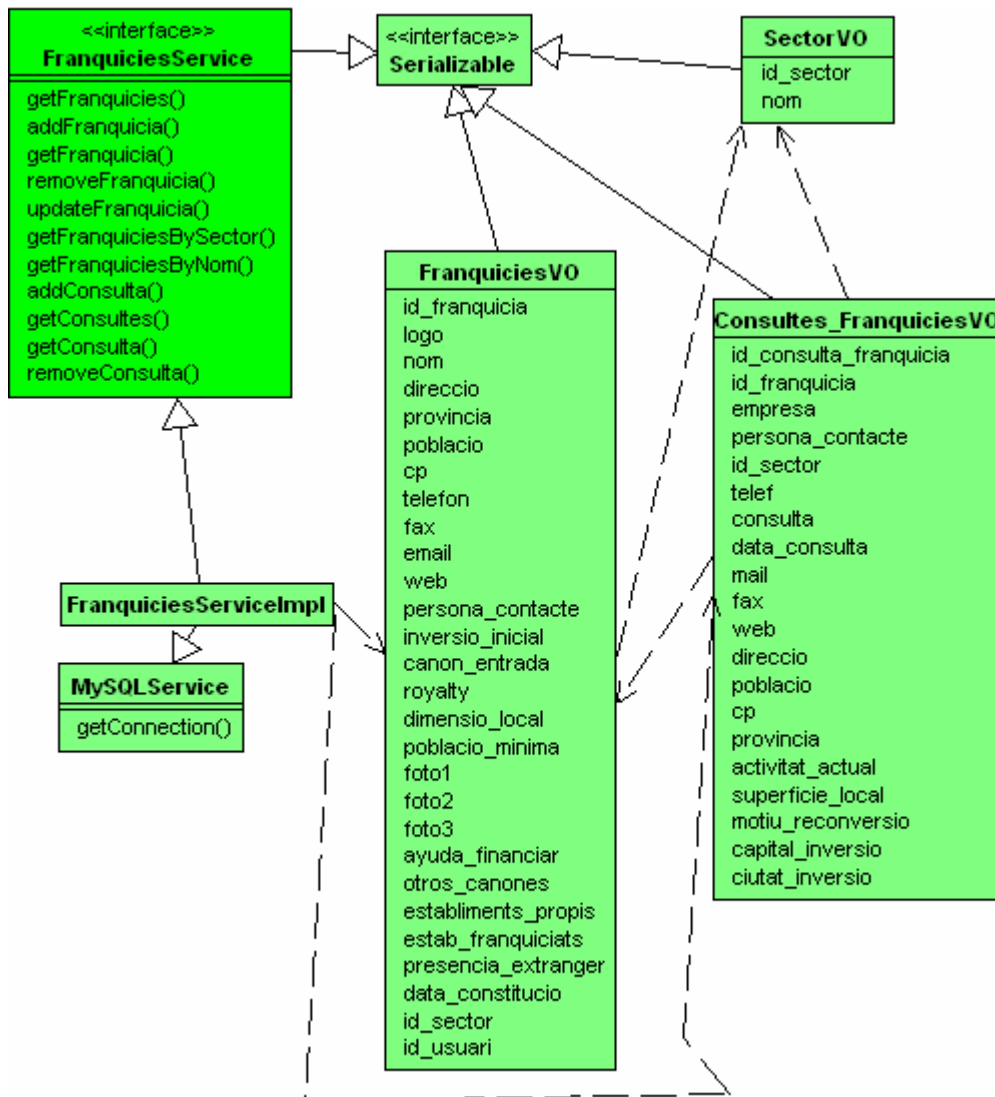 <<interface>>
FranquiciesService
getFranquicies()
addFranquicia()
getFranquicia()
removeFranquicia()
updateFranquicia()
getFranquiciesBySector()
getFranquiciesByNom()
addConsulta()
getConsultes()
getConsulta()
removeConsulta()
<<interface>>
Serializable
SectorVO
id_sector
nom
FranquiciesVO
id_franquicia
logo
nom
direccio
provincia
poblacio
cp
telefon
fax
email
web
persona_contacte
inversio_inicial
canon_entrada
royalty
dimensio_local
poblacio_minima
foto1
foto2
foto3
ayuda_financiar
otros_canones
establiments_propis
estab_franquiciats
presencia_extranger
data_constitucio
id_sector
id_usuari
Consultes_FranquiciesVO
id_consulta_franquicia
id_franquicia
empresa
persona_contacte
id_sector
telef
consulta
data_consulta
mail
fax
web
direccio
poblacio
cp
provincia
activitat_actual
superficie_local
motiu_reconversio
capital_inversio
ciutat_inversio
FranquiciesServiceImpl
MySQLService
getConnection()